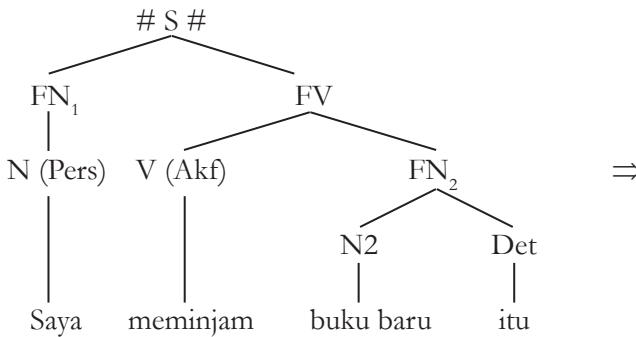 # S #
FN₁ FV
N (Pers) V (Akf) FN₂ ⇒
N2 Det
Saya meminjam buku baru itu